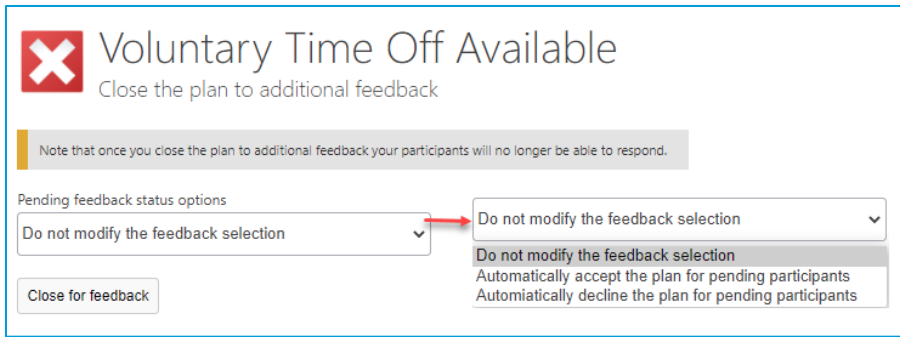 Voluntary Time Off Available
Close the plan to additional feedback
Note that once you close the plan to additional feedback your participants will no longer be able to respond.
Pending feedback status options
Do not modify the feedback selection
Do not modify the feedback selection
Do not modify the feedback selection
Automatically accept the plan for pending participants
Automiatically decline the plan for pending participants
Close for feedback